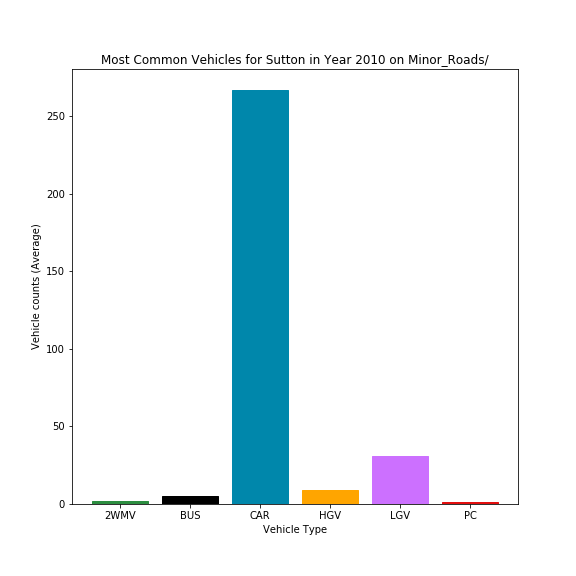 Most Common Vehicles for Sutton in Year 2010 on Minor_Roads/
Vehicle counts (Average)
250
200
150
100
50
0
2WMV BUS CAR HGV LGV PC
Vehicle Type